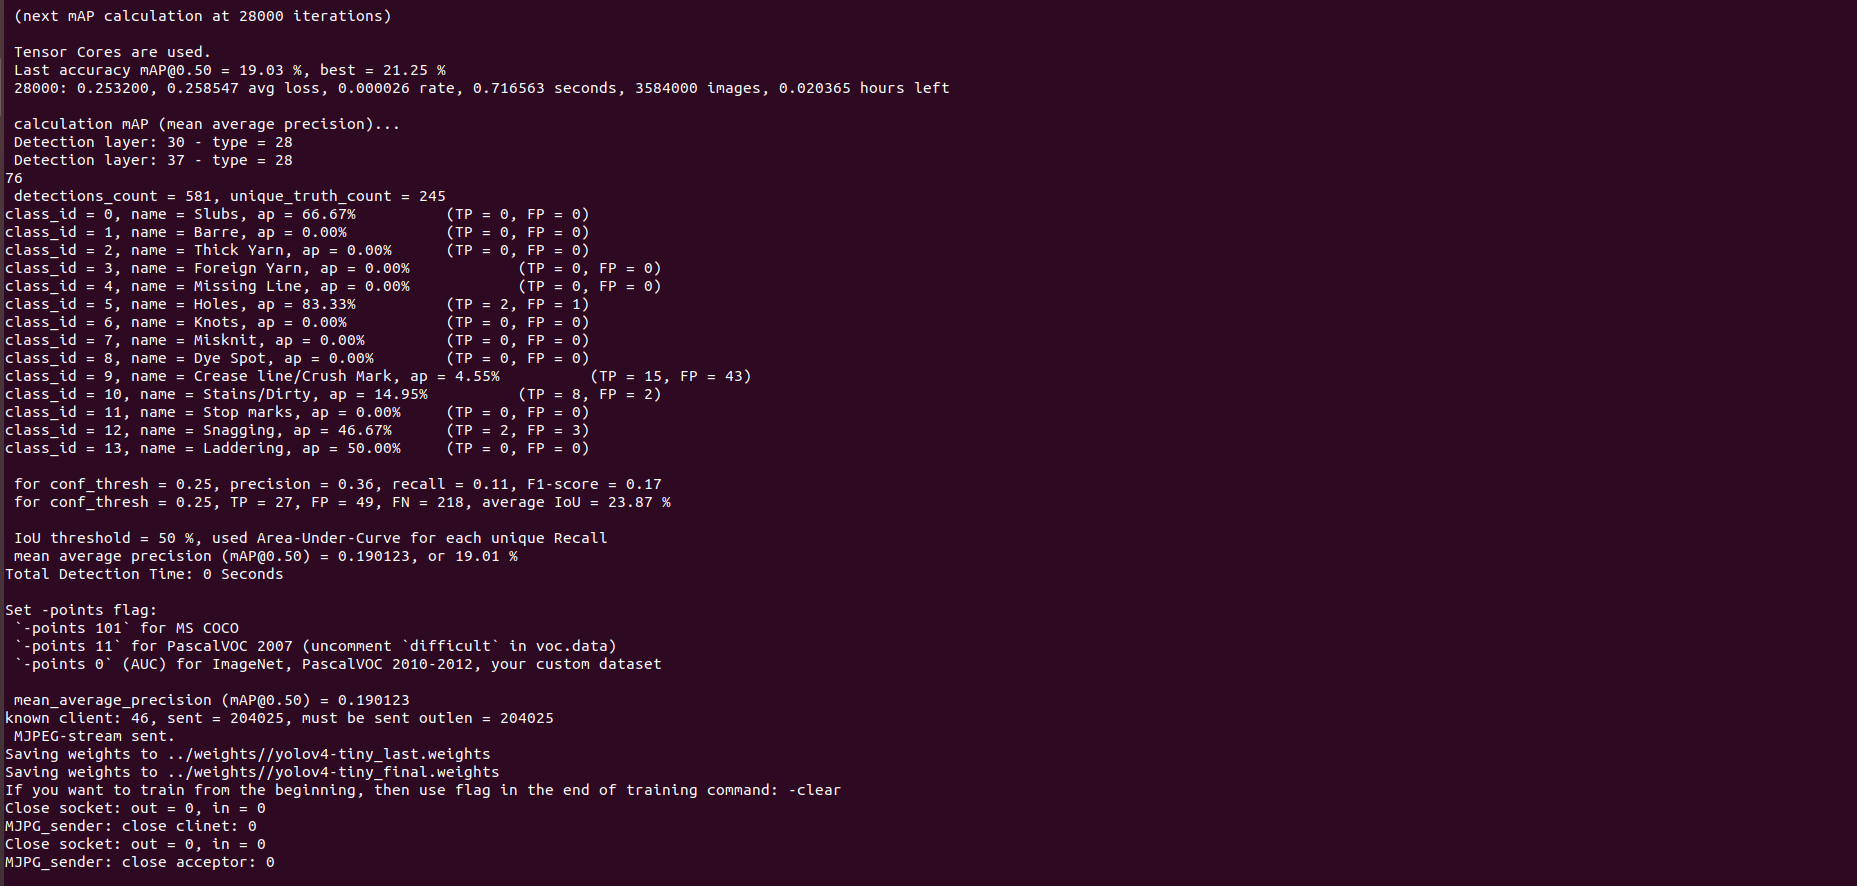 (next mAP calculation at 28000 iterations)
Tensor Cores are used.
Last accuracy mAP@0.50 = 19.03 %, best = 21.25 %
28000: 0.253200, 0.258547 avg loss, 0.000026 rate, 0.716563 seconds, 3584000 images, 0.020365 hours left
calculation mAP (mean average precision)...
Detection layer: 30 - type = 28
Detection layer: 37 - type = 28
76
detections_count = 581, unique_truth_count = 245
class_id = 0, name = Slubs, ap = 66.67% (TP = 0, FP = 0)
class_id = 1, name = Barre, ap = 0.00% (TP = 0, FP = 0)
class_id = 2, name = Thick Yarn, ap = 0.00% (TP = 0, FP = 0)
class_id = 3, name = Foreign Yarn, ap = 0.00% (TP = 0, FP = 0)
class_id = 4, name = Missing Line, ap = 0.00% (TP = 0, FP = 0)
class_id = 5, name = Holes, ap = 83.33% (TP = 2, FP = 1)
class_id = 6, name = Knots, ap = 0.00% (TP = 0, FP = 0)
class_id = 7, name = Misknit, ap = 0.00% (TP = 0, FP = 0)
class_id = 8, name = Dye Spot, ap = 0.00% (TP = 0, FP = 0)
class_id = 9, name = Crease line/Crush Mark, ap = 4.55% (TP = 15, FP = 43)
class_id = 10, name = Stains/Dirty, ap = 14.95% (TP = 8, FP = 2)
class_id = 11, name = Stop marks, ap = 0.00% (TP = 0, FP = 0)
class_id = 12, name = Snagging, ap = 46.67% (TP = 2, FP = 3)
class_id = 13, name = Laddering, ap = 50.00% (TP = 0, FP = 0)
for conf_thresh = 0.25, precision = 0.36, recall = 0.11, F1-score = 0.17
for conf_thresh = 0.25, TP = 27, FP = 49, FN = 218, average IoU = 23.87 %
IoU threshold = 50 %, used Area-Under-Curve for each unique Recall
mean average precision (mAP@0.50) = 0.190123, or 19.01 %
Total Detection Time: 0 Seconds
Set -points flag:
`-points 101` for MS COCO
`-points 11` for PascalVOC 2007 (uncomment `difficult` in voc.data)
`-points 0` (AUC) for ImageNet, PascalVOC 2010-2012, your custom dataset
mean_average_precision (mAP@0.50) = 0.190123
known client: 46, sent = 204025, must be sent outlen = 204025
MJPEG-stream sent.
Saving weights to ../weights//yolov4-tiny_last.weights
Saving weights to ../weights//yolov4-tiny_final.weights
If you want to train from the beginning, then use flag in the end of training command: -clear
Close socket: out = 0, in = 0
MJPG_sender: close clinet: 0
Close socket: out = 0, in = 0
MJPG_sender: close acceptor: 0